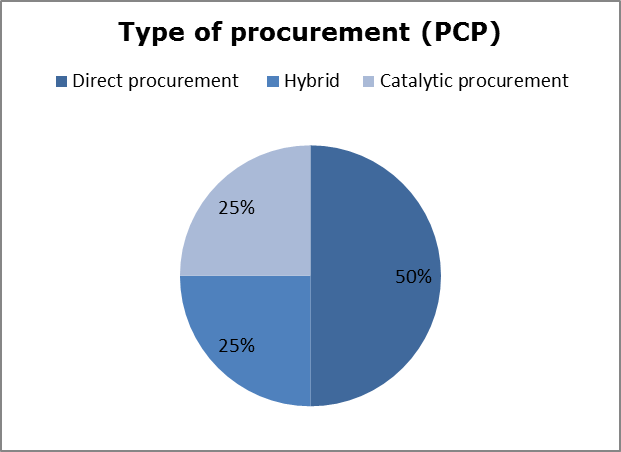 Type of procurement (PCP)
Direct procurement Hybrid Catalytic procurement
25%
50%
25%